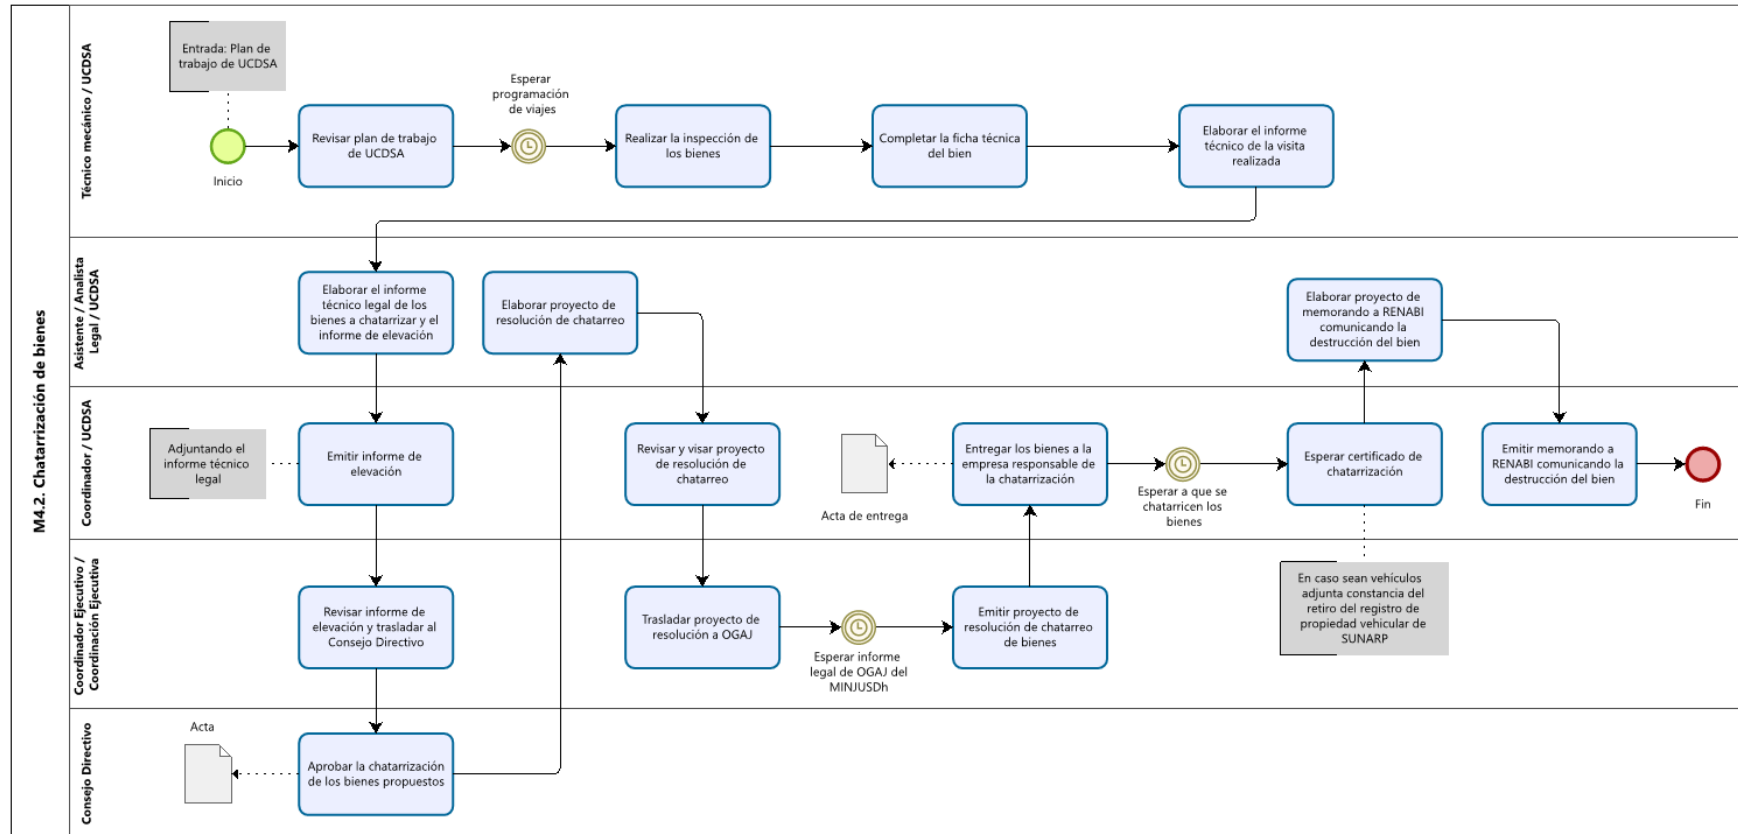 M4.2. Chatarrización de bienes
Técnico mecánico / UCDSA
Entrada: Plan de
trabajo de UCDSA
Inicio
Revisar plan de trabajo
de UCDSA
Esperar
programación
de viajes
Realizar la inspección de
los bienes
Completar la ficha técnica
del bien
Elaborar el informe
técnico de la visita
realizada
Asistente / Analista
Legal / UCDSA
Elaborar el informe
técnico legal de los
bienes a chatarrizar y el
informe de elevación
Elaborar proyecto de
resolución de chatarreo
Elaborar proyecto de
memorando a RENABI
comunicando la
destrucción del bien
Coordinador / UCDSA
Adjuntando el
informe técnico
legal
Emitir informe de
elevación
Revisar y visar proyecto
de resolución de
chatarreo
Acta de entrega
Entregar los bienes a la
empresa responsable de
la chatarrización
Esperar a que se
chatarricen los
bienes
Esperar certificado de
chatarrización
Emitir memorando a
RENABI comunicando la
destrucción del bien
Fin
Coordinador Ejecutivo /
Coordinación Ejecutiva
Revisar informe de
elevación y trasladar al
Consejo Directivo
Trasladar proyecto de
resolución a OGAJ
Esperar informe
legal de OGAJ del
MINJUSDh
Emitir proyecto de
resolución de chatarreo
de bienes
En caso sean vehículos
adjunta constancia del
retiro del registro de
propiedad vehicular de
SUNARP
Consejo Directivo
Acta
Aprobar la chatarrización
de los bienes propuestos